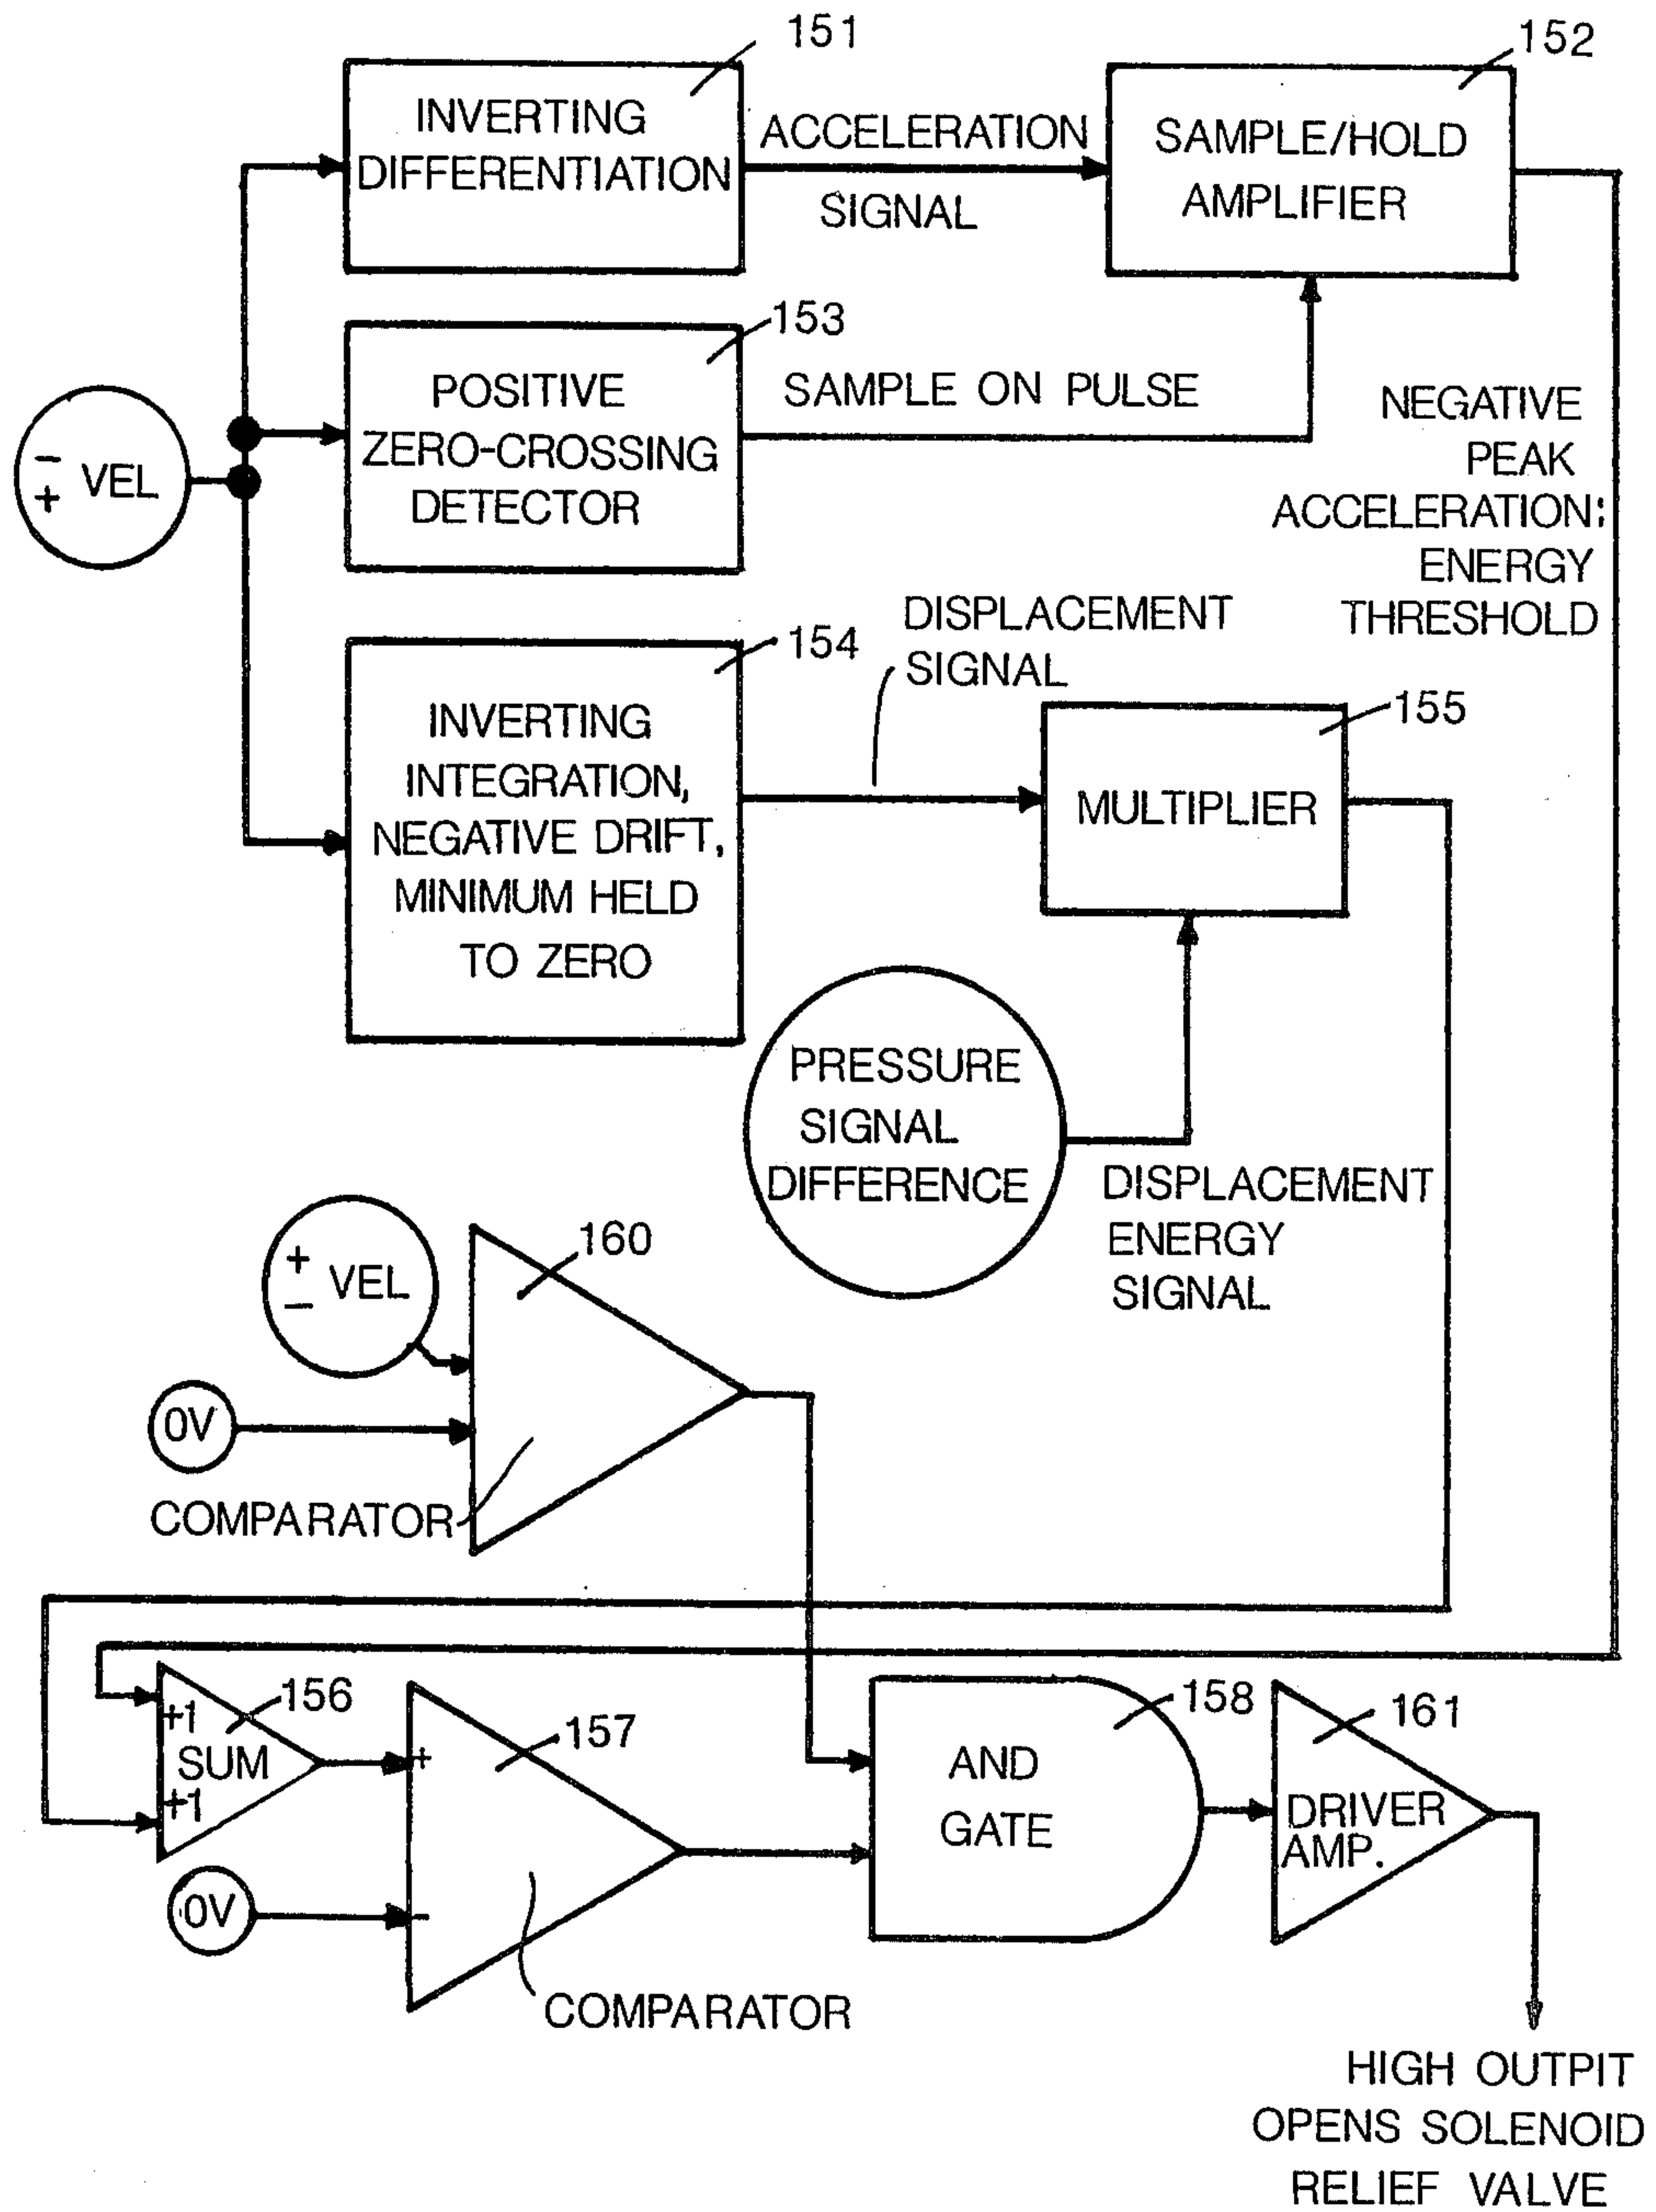 151
INVERTING
DIFFERENTIATION
ACCELERATION
SIGNAL
152
SAMPLE/HOLD
AMPLIFIER
153
POSITIVE
ZERO-CROSSING
DETECTOR
SAMPLE ON PULSE
NEGATIVE
PEAK
ACCELERATION:
ENERGY
THRESHOLD
- VEL
+
154
INVERTING
INTEGRATION,
NEGATIVE DRIFT,
MINIMUM HELD
TO ZERO
DISPLACEMENT
SIGNAL
155
MULTIPLIER
PRESSURE
SIGNAL
DIFFERENCE
DISPLACEMENT
ENERGY
SIGNAL
+ VEL
-
160
0V
COMPARATOR
156
+1
SUM
+1
157
+
-
0V
COMPARATOR
158
AND
GATE
161
DRIVER
AMP.
HIGH OUTPIT
OPENS SOLENOID
RELIEF VALVE